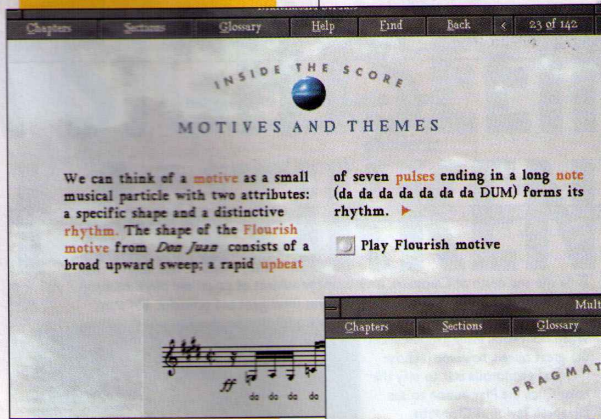 Chapters Sections Glossary Help Find Back < 23 of 142
INSIDE THE SCORE
MOTIVES AND THEMES
We can think of a motive as a small
musical particle with two attributes:
a specific shape and a distinctive
rhythm. The shape of the Flourish
motive from Don Juan consists of a
broad upward sweep; a rapid upbeat
of seven pulses ending in a long note
(da da da da da da da DUM) forms its
rhythm.
Play Flourish motive
ff
da da da da
Mult
Chapters Sections Glossary
PRAGMAT